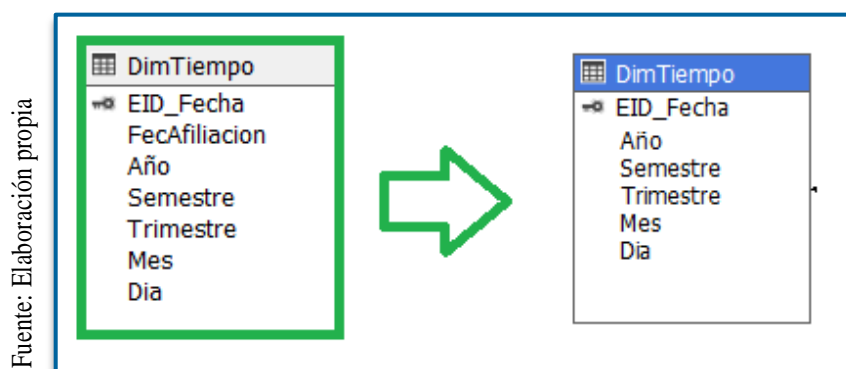 Fuente: Elaboración propia
DimTiempo
EID_Fecha
FecAfiliacion
Año
Semestre
Trimestre
Mes
Dia
DimTiempo
EID_Fecha
Año
Semestre
Trimestre
Mes
Dia